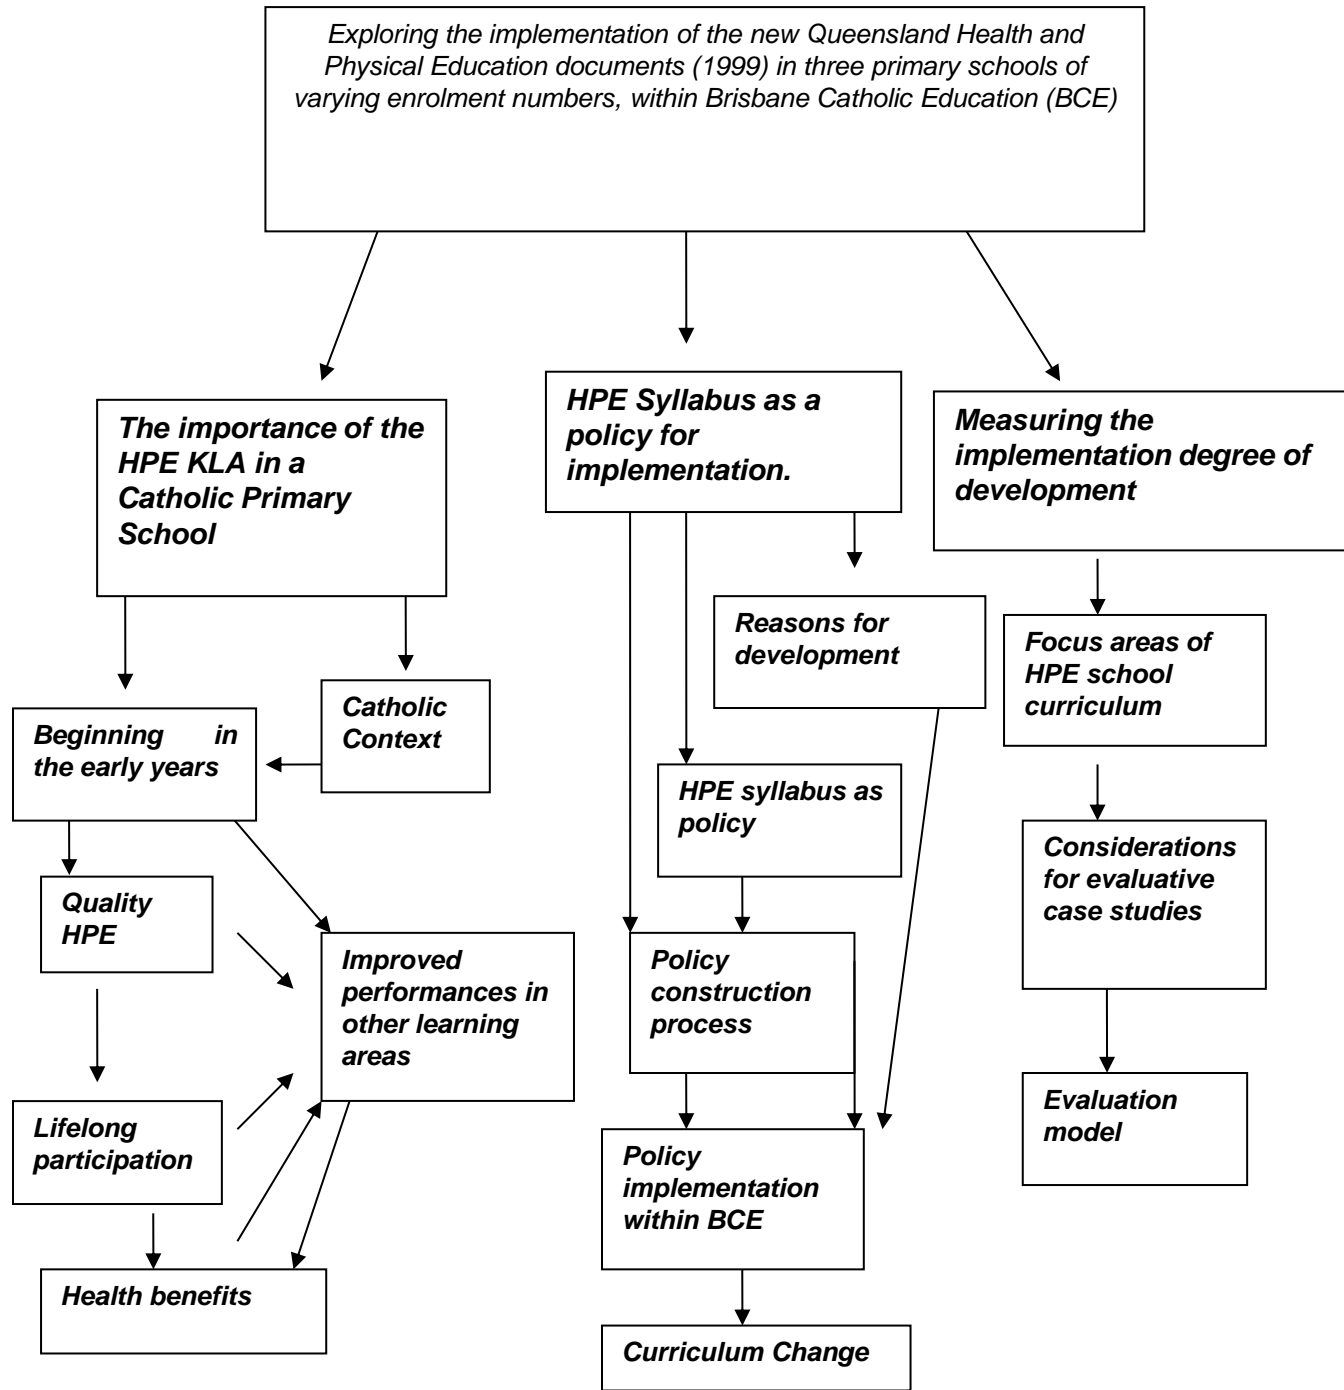 Exploring the implementation of the new Queensland Health and
Physical Education documents (1999) in three primary schools of
varying enrolment numbers, within Brisbane Catholic Education (BCE)
The importance of the
HPE KLA in a
Catholic Primary
School
HPE Syllabus as a
policy for
implementation.
Measuring the
implementation degree of
development
Reasons for
development
Focus areas of
HPE school
curriculum
Catholic
Context
Beginning in
the early years
HPE syllabus as
policy
Considerations
for evaluative
case studies
Quality
HPE
Improved
performances in
other learning
areas
Policy
construction
process
Evaluation
model
Lifelong
participation
Policy
implementation
within BCE
Health benefits
Curriculum Change